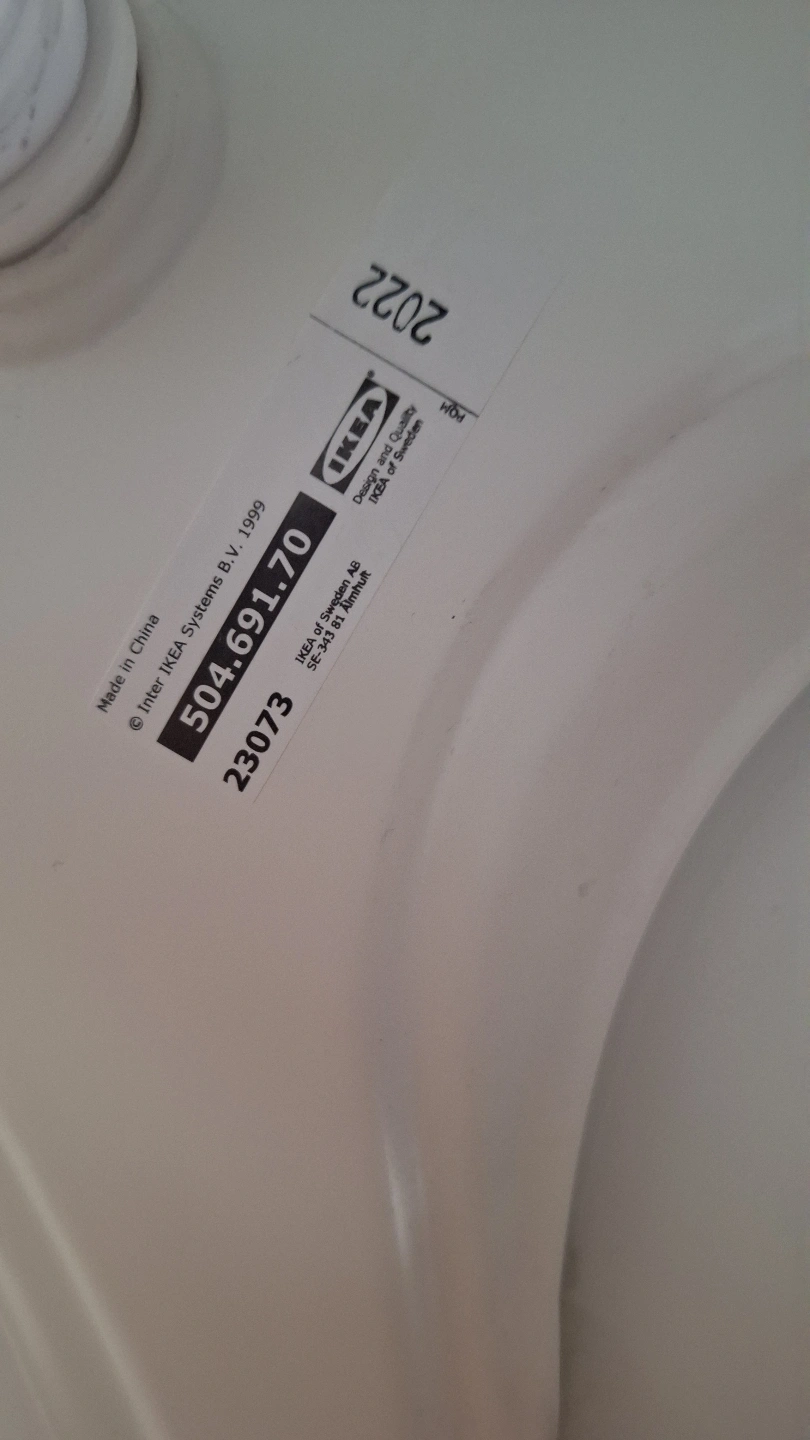 Made in China
© Inter IKEA Systems B.V. 1999
504.691.70
IKEA®
Design and Quality
IKEA of Sweden
23073
IKEA of Sweden AB
SE-343 81 Älmhult
PQM
2022